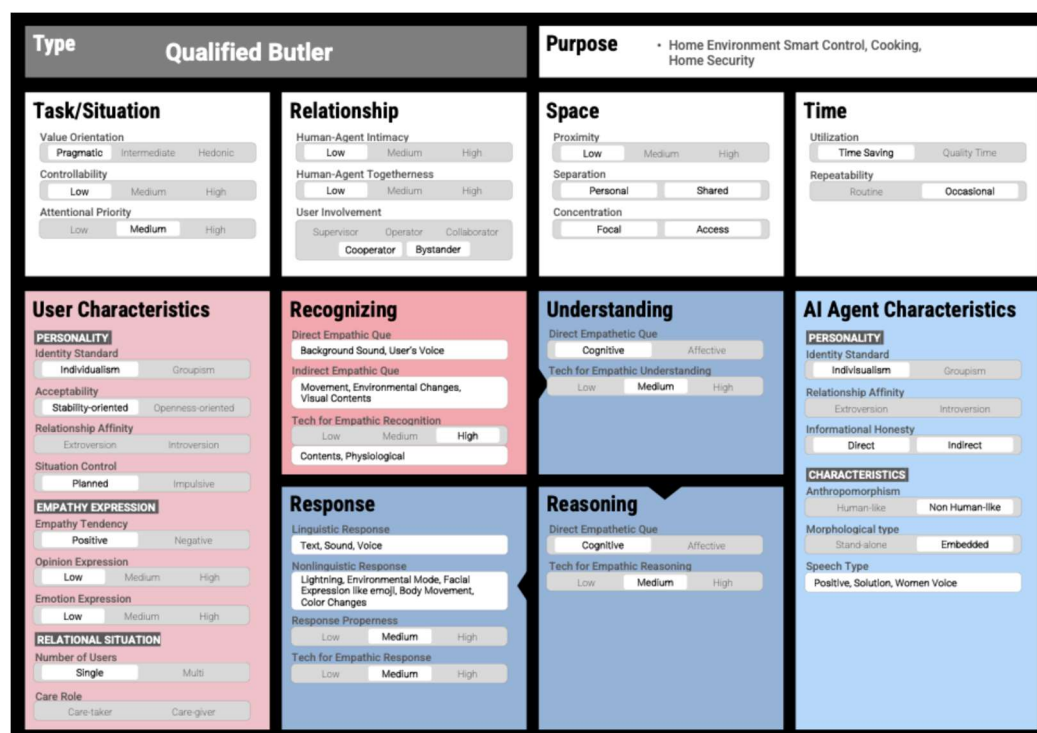 Type
Qualified Butler
Purpose
• Home Environment Smart Control, Cooking,
Home Security
Task/Situation
Value Orientation
Pragmatic Intermediate Hedonic
Controllability
Low Medium High
Attentional Priority
Low Medium High
Relationship
Human-Agent Intimacy
Low Medium High
Human-Agent Togetherness
Low Medium High
User Involvement
Supervisor Operator Collaborator
Cooperator Bystander
Space
Proximity
Low Medium High
Separation
Personal Shared
Concentration
Focal Access
Time
Utilization
Time Saving Quality Time
Repeatability
Routine Occasional
User Characteristics
PERSONALITY
Identity Standard
Individualism Groupism
Acceptability
Stability-oriented Openness-oriented
Relationship Affinity
Extroversion Introversion
Situation Control
Planned Impulsive
EMPATHY EXPRESSION
Empathy Tendency
Positive Negative
Opinion Expression
Low Medium High
Emotion Expression
Low Medium High
RELATIONAL SITUATION
Number of Users
Single Multi
Care Role
Care-taker Care-giver
Recognizing
Direct Empathic Que
Background Sound, User's Voice
Indirect Empathic Que
Movement, Environmental Changes,
Visual Contents
Tech for Empathic Recognition
Low Medium High
Contents, Physiological
Understanding
Direct Empathetic Que
Cognitive Affective
Tech for Empathic Understanding
Low Medium High
Response
Linguistic Response
Text, Sound, Voice
Nonlinguistic Response
Lightning, Environmental Mode, Facial
Expression like emoji, Body Movement,
Color Changes
Response Properness
Low Medium High
Tech for Empathic Response
Low Medium High
Reasoning
Direct Empathetic Que
Cognitive Affective
Tech for Empathic Reasoning
Low Medium High
AI Agent Characteristics
PERSONALITY
Identity Standard
Indivisualism Groupism
Relationship Affinity
Extroversion Introversion
Informational Honesty
Direct Indirect
CHARACTERISTICS
Anthropomorphism
Human-like Non Human-like
Morphological type
Stand-alone Embedded
Speech Type
Positive, Solution, Women Voice